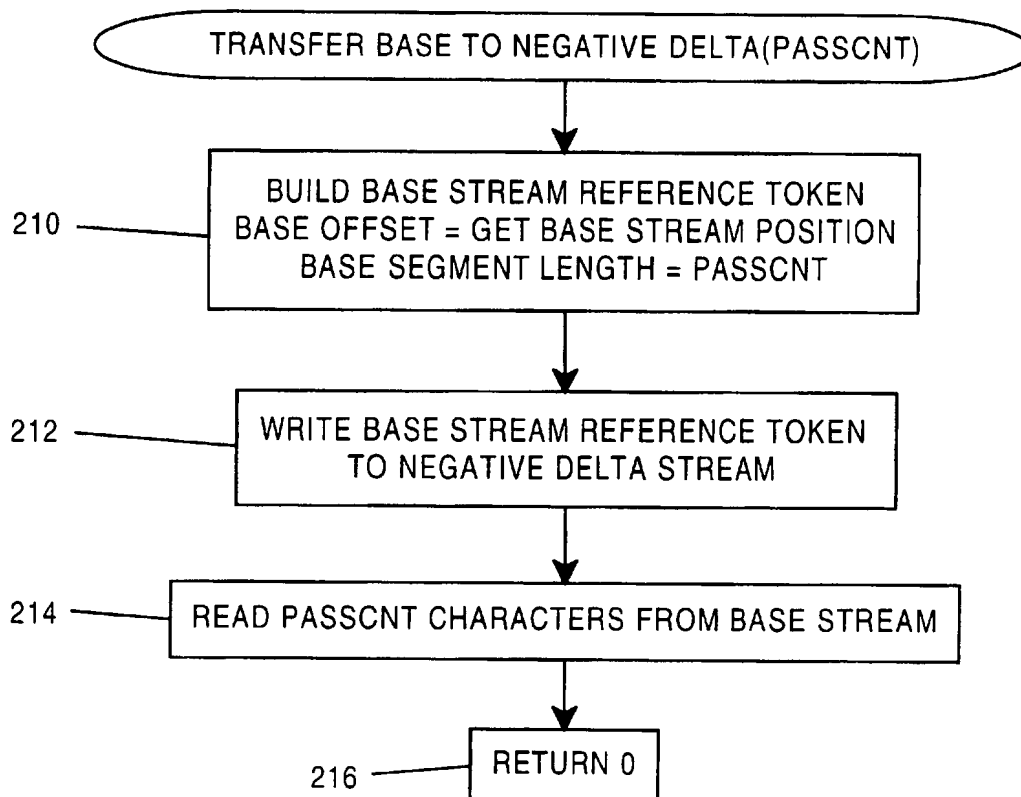 TRANSFER BASE TO NEGATIVE DELTA(PASSCNT)
210
BUILD BASE STREAM REFERENCE TOKEN
BASE OFFSET = GET BASE STREAM POSITION
BASE SEGMENT LENGTH = PASSCNT
212
WRITE BASE STREAM REFERENCE TOKEN
TO NEGATIVE DELTA STREAM
214
READ PASSCNT CHARACTERS FROM BASE STREAM
216
RETURN 0